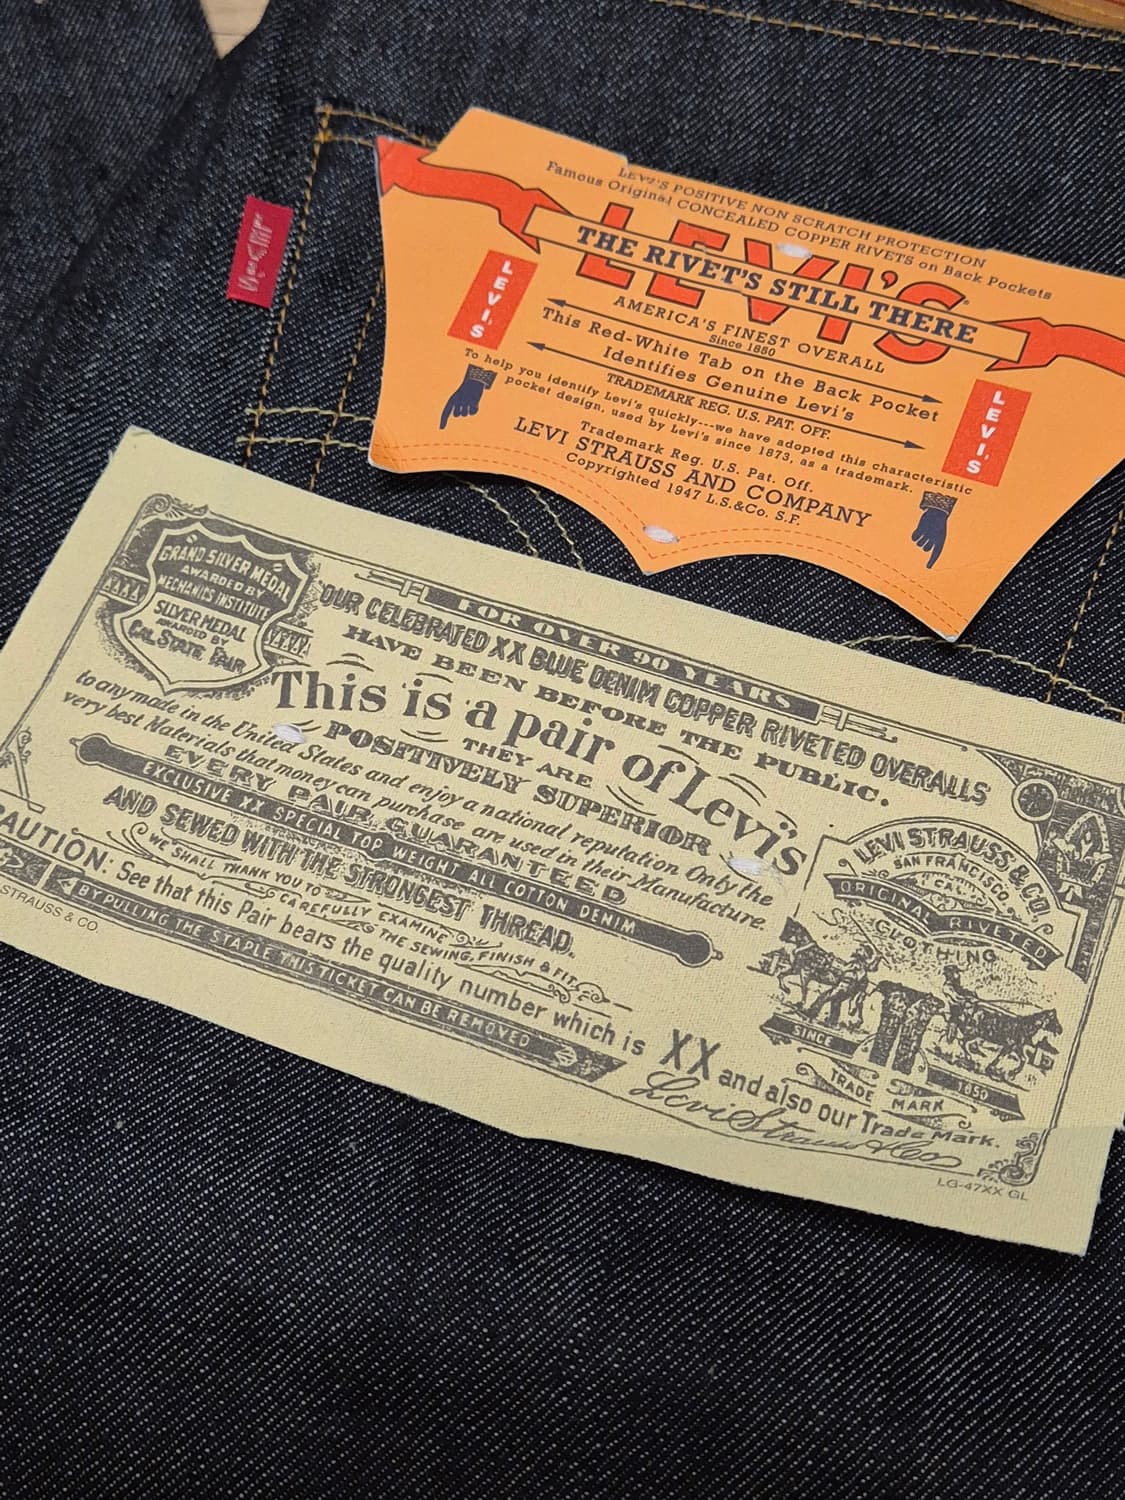 LEVI'S POSITIVE NON SCRATCH PROTECTION
Famous Original CONCEALED COPPER RIVETS on Back Pockets
LEVI'S
THE RIVET'S STILL THERE
AMERICA'S FINEST OVERALL
Since 1880
LEVI'S
This Red-White Tab on the Back Pocket
Identifies Genuine Levi's
LEVI'S
TRADEMARK REG. U.S. PAT. OFF.
To help you identify Levi's quickly---we have adopted this characteristic
pocket design, used by Levi's since 1873, as a trademark.
Trademark Reg. U.S. Pat. Off.
LEVI STRAUSS AND COMPANY
Copyrighted 1947 L.S.&Co. S.F.
GRAND SILVER MEDAL
AWARDED BY
MECHANICS INSTITUTE
SILVER MEDAL
AWARDED BY
CAL. STATE FAIR
FOR OVER 90 YEARS
OUR CELEBRATED XX BLUE DENIM COPPER RIVETED OVERALLS
HAVE BEEN BEFORE THE PUBLIC.
This is a pair of Levi's
THEY ARE
POSITIVELY SUPERIOR
to any made in the United States and enjoy a national reputation Only the
very best Materials that money can purchase are used in their Manufacture.
EVERY PAIR GUARANTEED
EXCLUSIVE XX SPECIAL TOP WEIGHT ALL COTTON DENIM
AND SEWED WITH THE STRONGEST THREAD.
WE SHALL THANK YOU TO
CAREFULLY EXAMINE
THE SEWING, FINISH & FIT.
CAUTION: See that this Pair bears the quality number which is XX and also our Trade Mark.
BY PULLING THE STAPLE THIS TICKET CAN BE REMOVED
Levi Strauss & Co
STRAUSS & CO.
LEVI STRAUSS & CO.
SAN FRANCISCO,
CAL.
ORIGINAL RIVETED
CLOTHING
SINCE 1850
TRADE MARK
LG-47XX GL